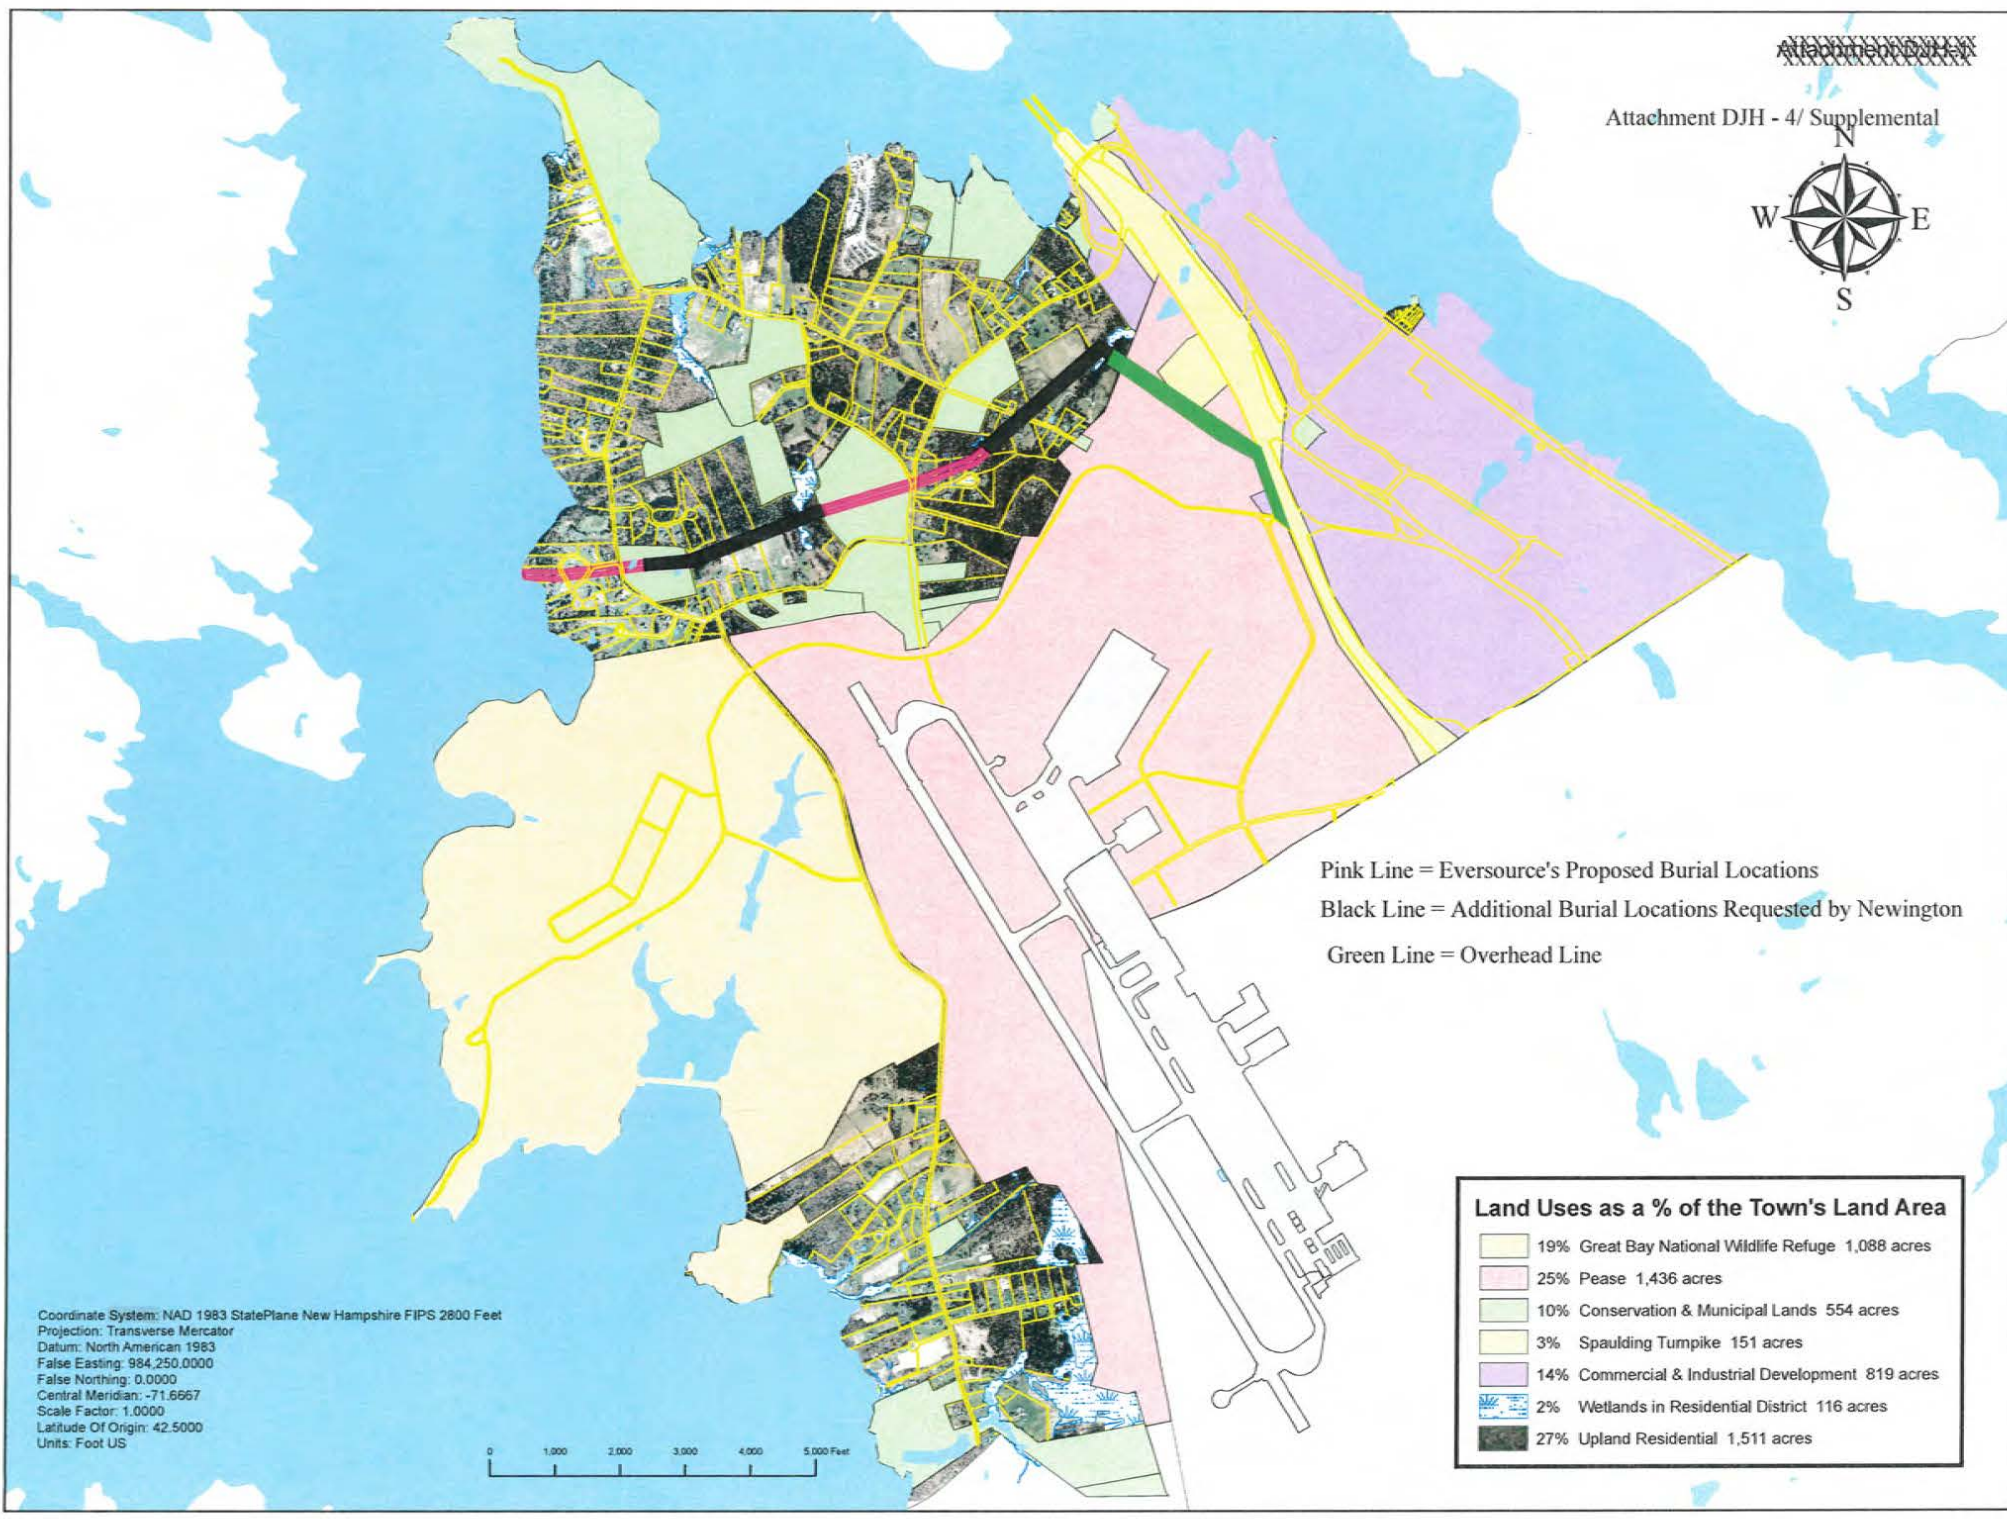 Attachment DJH-1
Attachment DJH - 4/ Supplemental
N
W
E
S
Pink Line = Eversource's Proposed Burial Locations
Black Line = Additional Burial Locations Requested by Newington
Green Line = Overhead Line
Land Uses as a % of the Town's Land Area
19% Great Bay National Wildlife Refuge 1,088 acres
25% Pease 1,436 acres
10% Conservation & Municipal Lands 554 acres
3% Spaulding Turnpike 151 acres
14% Commercial & Industrial Development 819 acres
2% Wetlands in Residential District 116 acres
27% Upland Residential 1,511 acres
Coordinate System: NAD 1983 StatePlane New Hampshire FIPS 2800 Feet
Projection: Transverse Mercator
Datum: North American 1983
False Easting: 984,250.0000
False Northing: 0.0000
Central Meridian: -71.6667
Scale Factor: 1.0000
Latitude Of Origin: 42.5000
Units: Foot US
0 1,000 2,000 3,000 4,000 5,000 Feet